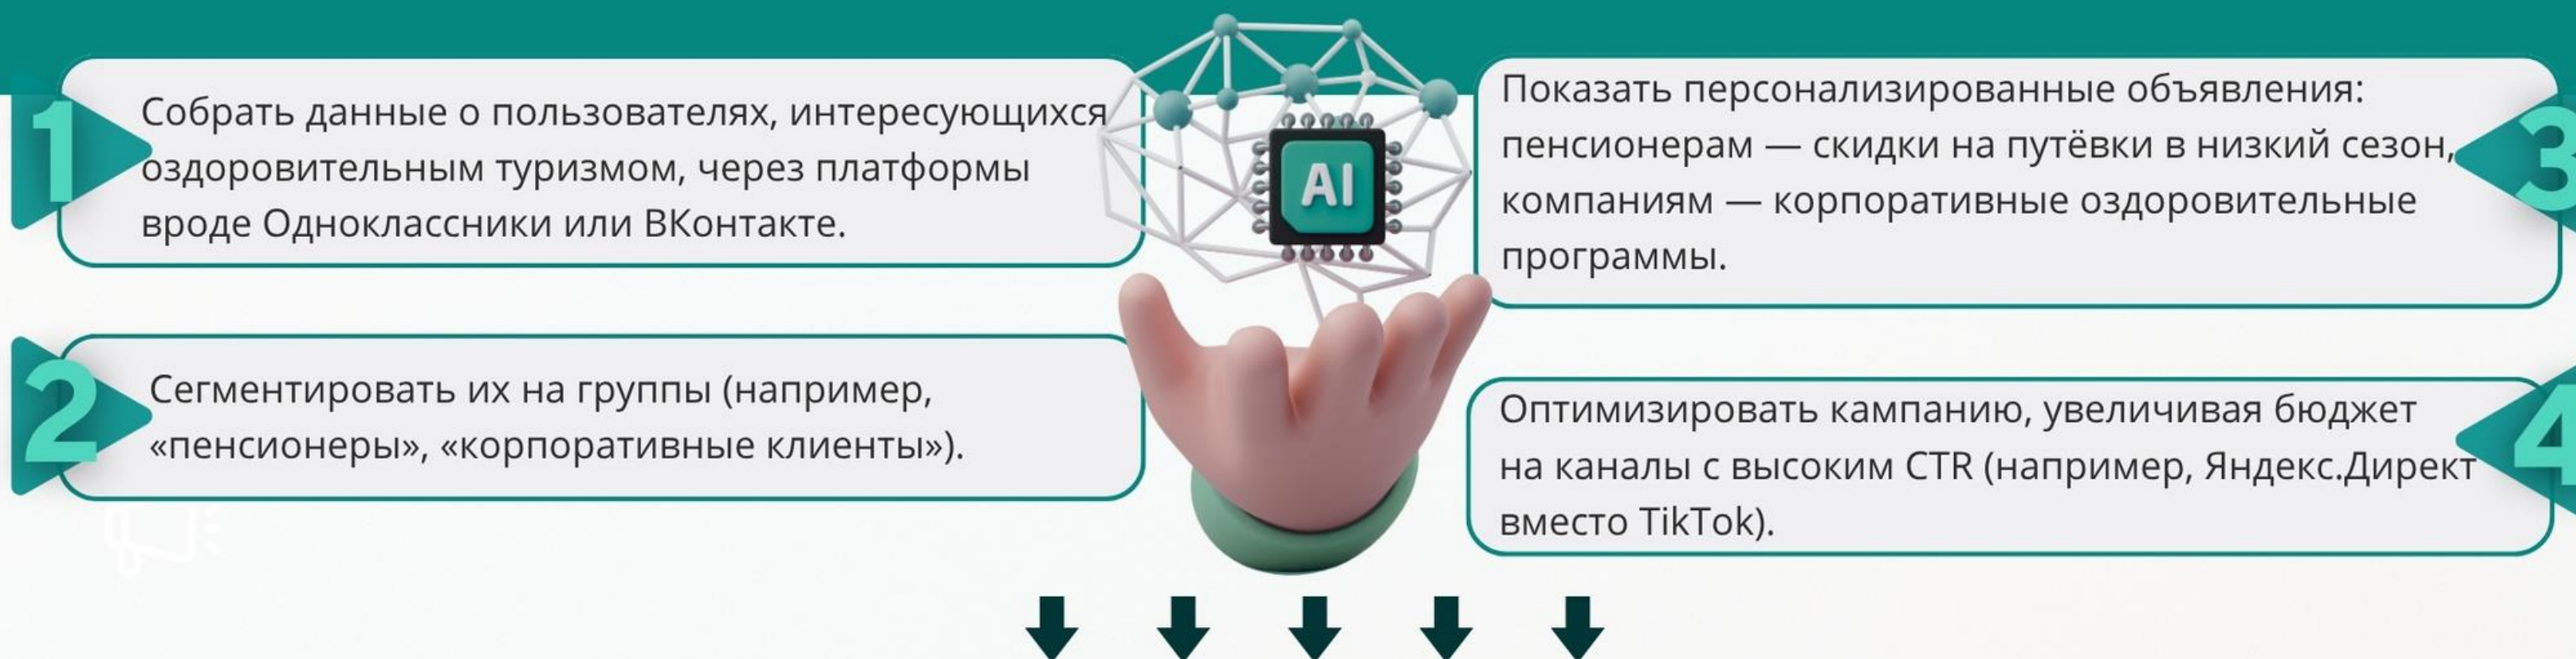 1
Собрать данные о пользователях, интересующихся
оздоровительным туризмом, через платформы
вроде Одноклассники или ВКонтакте.
2
Сегментировать их на группы (например,
«пенсионеры», «корпоративные клиенты»).
AI
3
Показать персонализированные объявления:
пенсионерам — скидки на путёвки в низкий сезон,
компаниям — корпоративные оздоровительные
программы.
4
Оптимизировать кампанию, увеличивая бюджет
на каналы с высоким CTR (например, Яндекс.Директ
вместо TikTok).